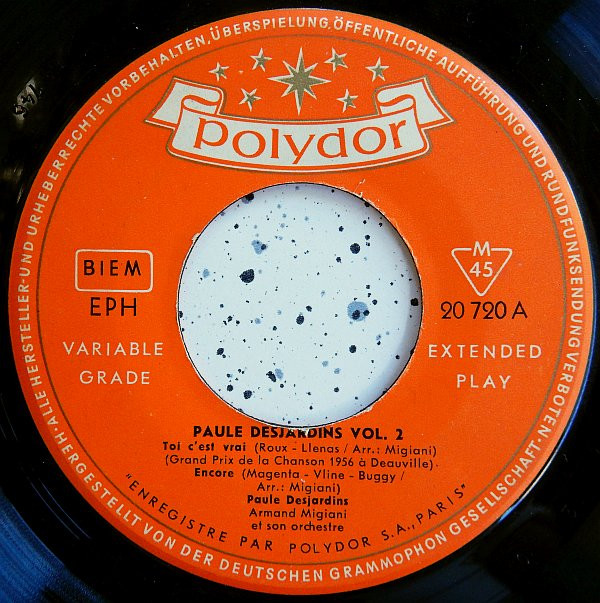 ·ALLE HERSTELLER-UND URHEBERRECHTE VORBEHALTEN, ÜBERSPIELUNG, ÖFFENTLICHE AUFFÜHRUNG UND RUNDFUNKSENDUNG VERBOTEN·
polydor
BIEM
EPH
VARIABLE
GRADE
M
45
20 720 A
EXTENDED
PLAY
PAULE DESJARDINS VOL. 2
Toi c'est vrai (Roux - Llenas / Arr.: Migiani)
(Grand Prix de la Chanson 1956 à Deauville)
Encore (Magenta - Vline - Buggy /
Arr.: Migiani)
Paule Desjardins
Armand Migiani
et son orchestre
"ENREGISTRE PAR POLYDOR S.A., PARIS"
HERGESTELLT VON DER DEUTSCHEN GRAMMOPHON GESELLSCHAFT·